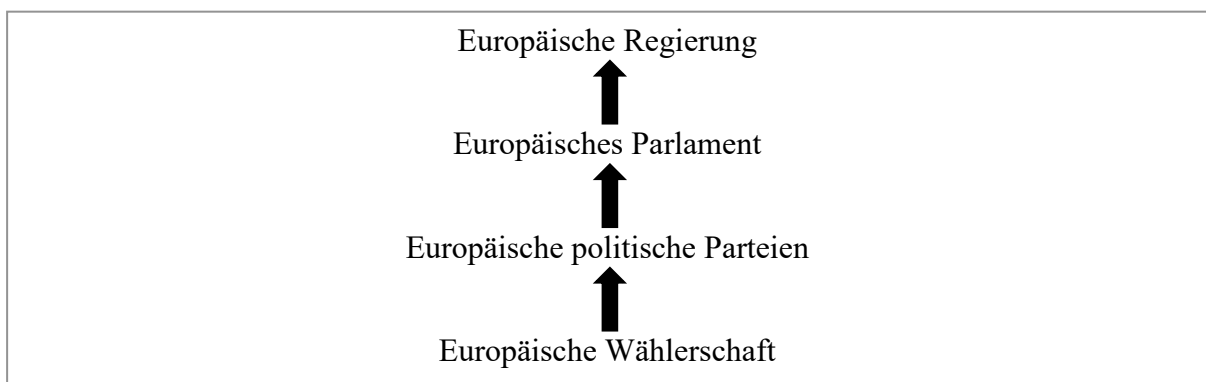 Europäische Regierung
Europäisches Parlament
Europäische politische Parteien
Europäische Wählerschaft